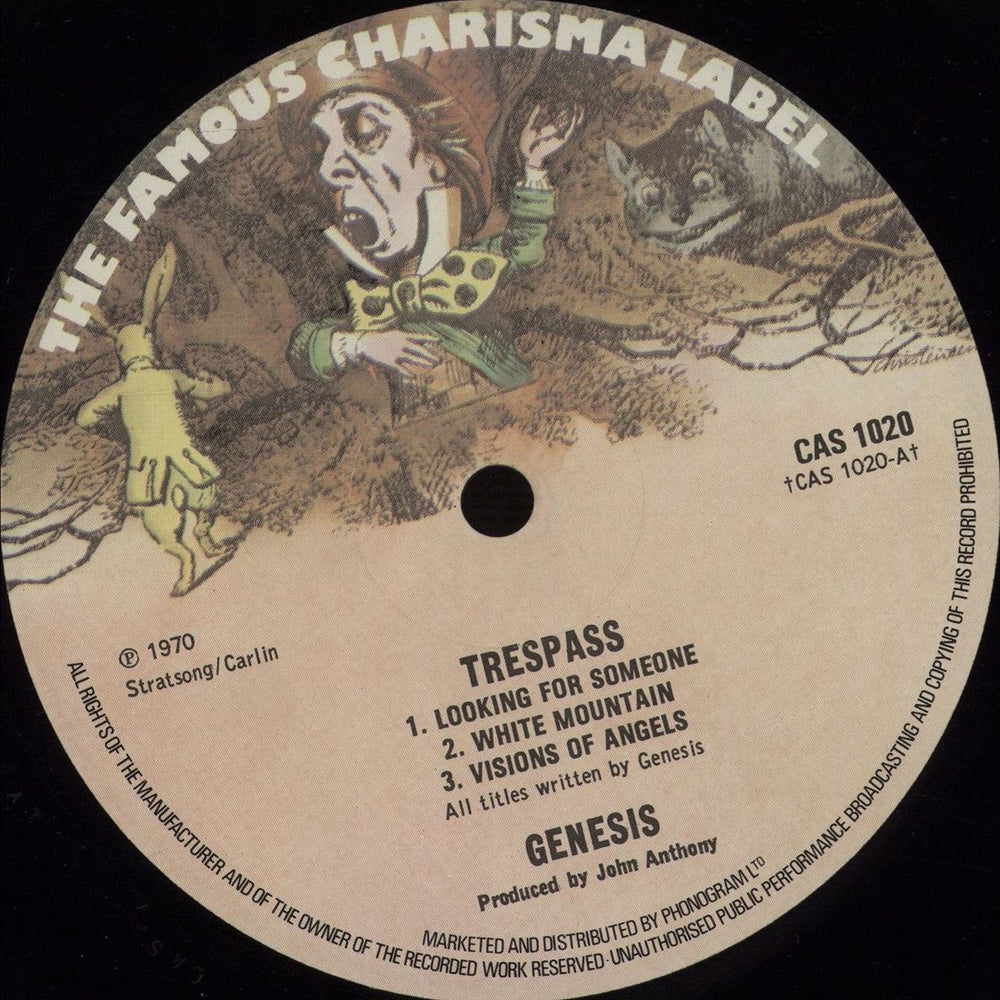 THE FAMOUS CHARISMA LABEL
CAS 1020
†CAS 1020-A†
Ⓟ 1970
Stratsong/Carlin
TRESPASS
1. LOOKING FOR SOMEONE
2. WHITE MOUNTAIN
3. VISIONS OF ANGELS
All titles written by Genesis
GENESIS
Produced by John Anthony
MARKETED AND DISTRIBUTED BY PHONOGRAM LTD
ALL RIGHTS OF THE MANUFACTURER AND OF THE OWNER OF THE RECORDED WORK RESERVED·UNAUTHORISED PUBLIC PERFORMANCE BROADCASTING AND COPYING OF THIS RECORD PROHIBITED